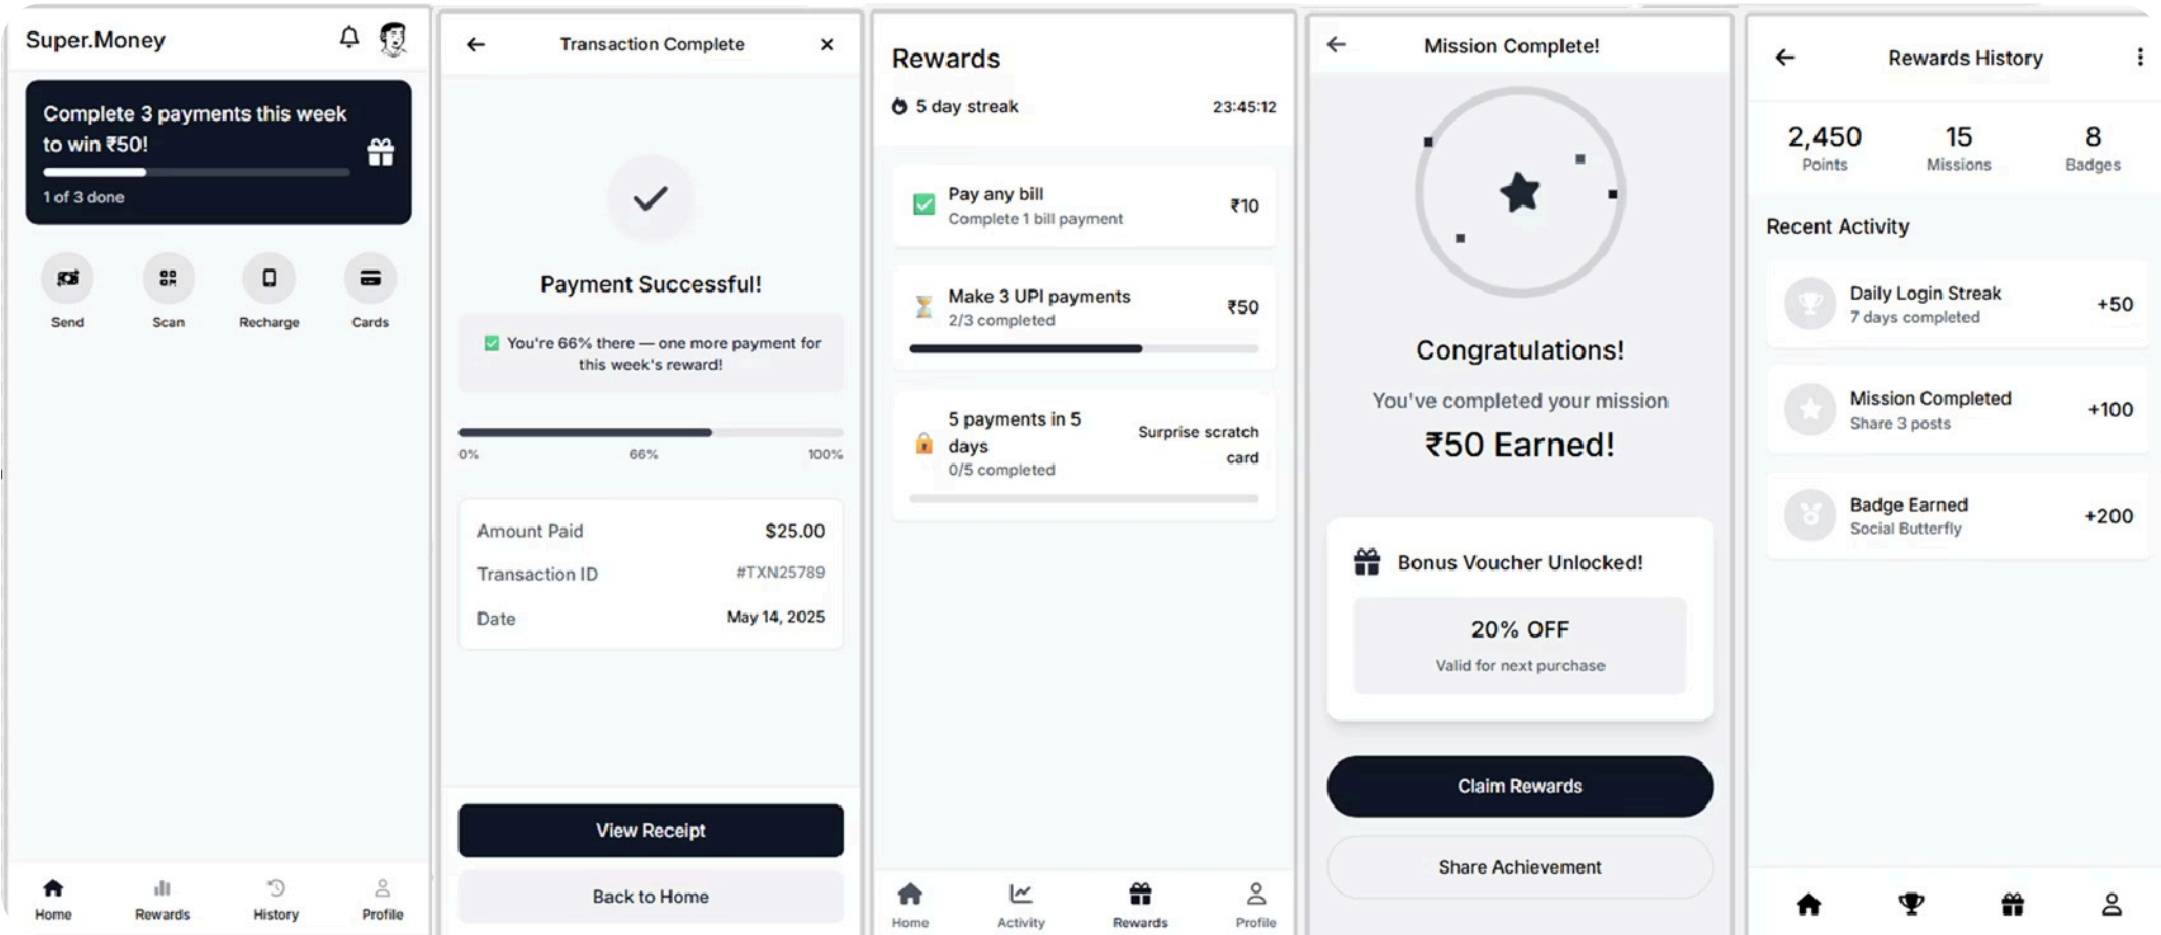 Super.Money
Complete 3 payments this week
to win ₹50!
1 of 3 done
Send
Scan
Recharge
Cards
Home
Rewards
History
Profile
Transaction Complete
Payment Successful!
You're 66% there — one more payment for
this week's reward!
0%
66%
100%
Amount Paid
$25.00
Transaction ID
#TXN25789
Date
May 14, 2025
View Receipt
Back to Home
Rewards
5 day streak
23:45:12
Pay any bill
Complete 1 bill payment
₹10
Make 3 UPI payments
2/3 completed
₹50
5 payments in 5
days
0/5 completed
Surprise scratch
card
Home
Activity
Rewards
Profile
Mission Complete!
Congratulations!
You've completed your mission
₹50 Earned!
Bonus Voucher Unlocked!
20% OFF
Valid for next purchase
Claim Rewards
Share Achievement
Rewards History
2,450
Points
15
Missions
8
Badges
Recent Activity
Daily Login Streak
7 days completed
+50
Mission Completed
Share 3 posts
+100
Badge Earned
Social Butterfly
+200